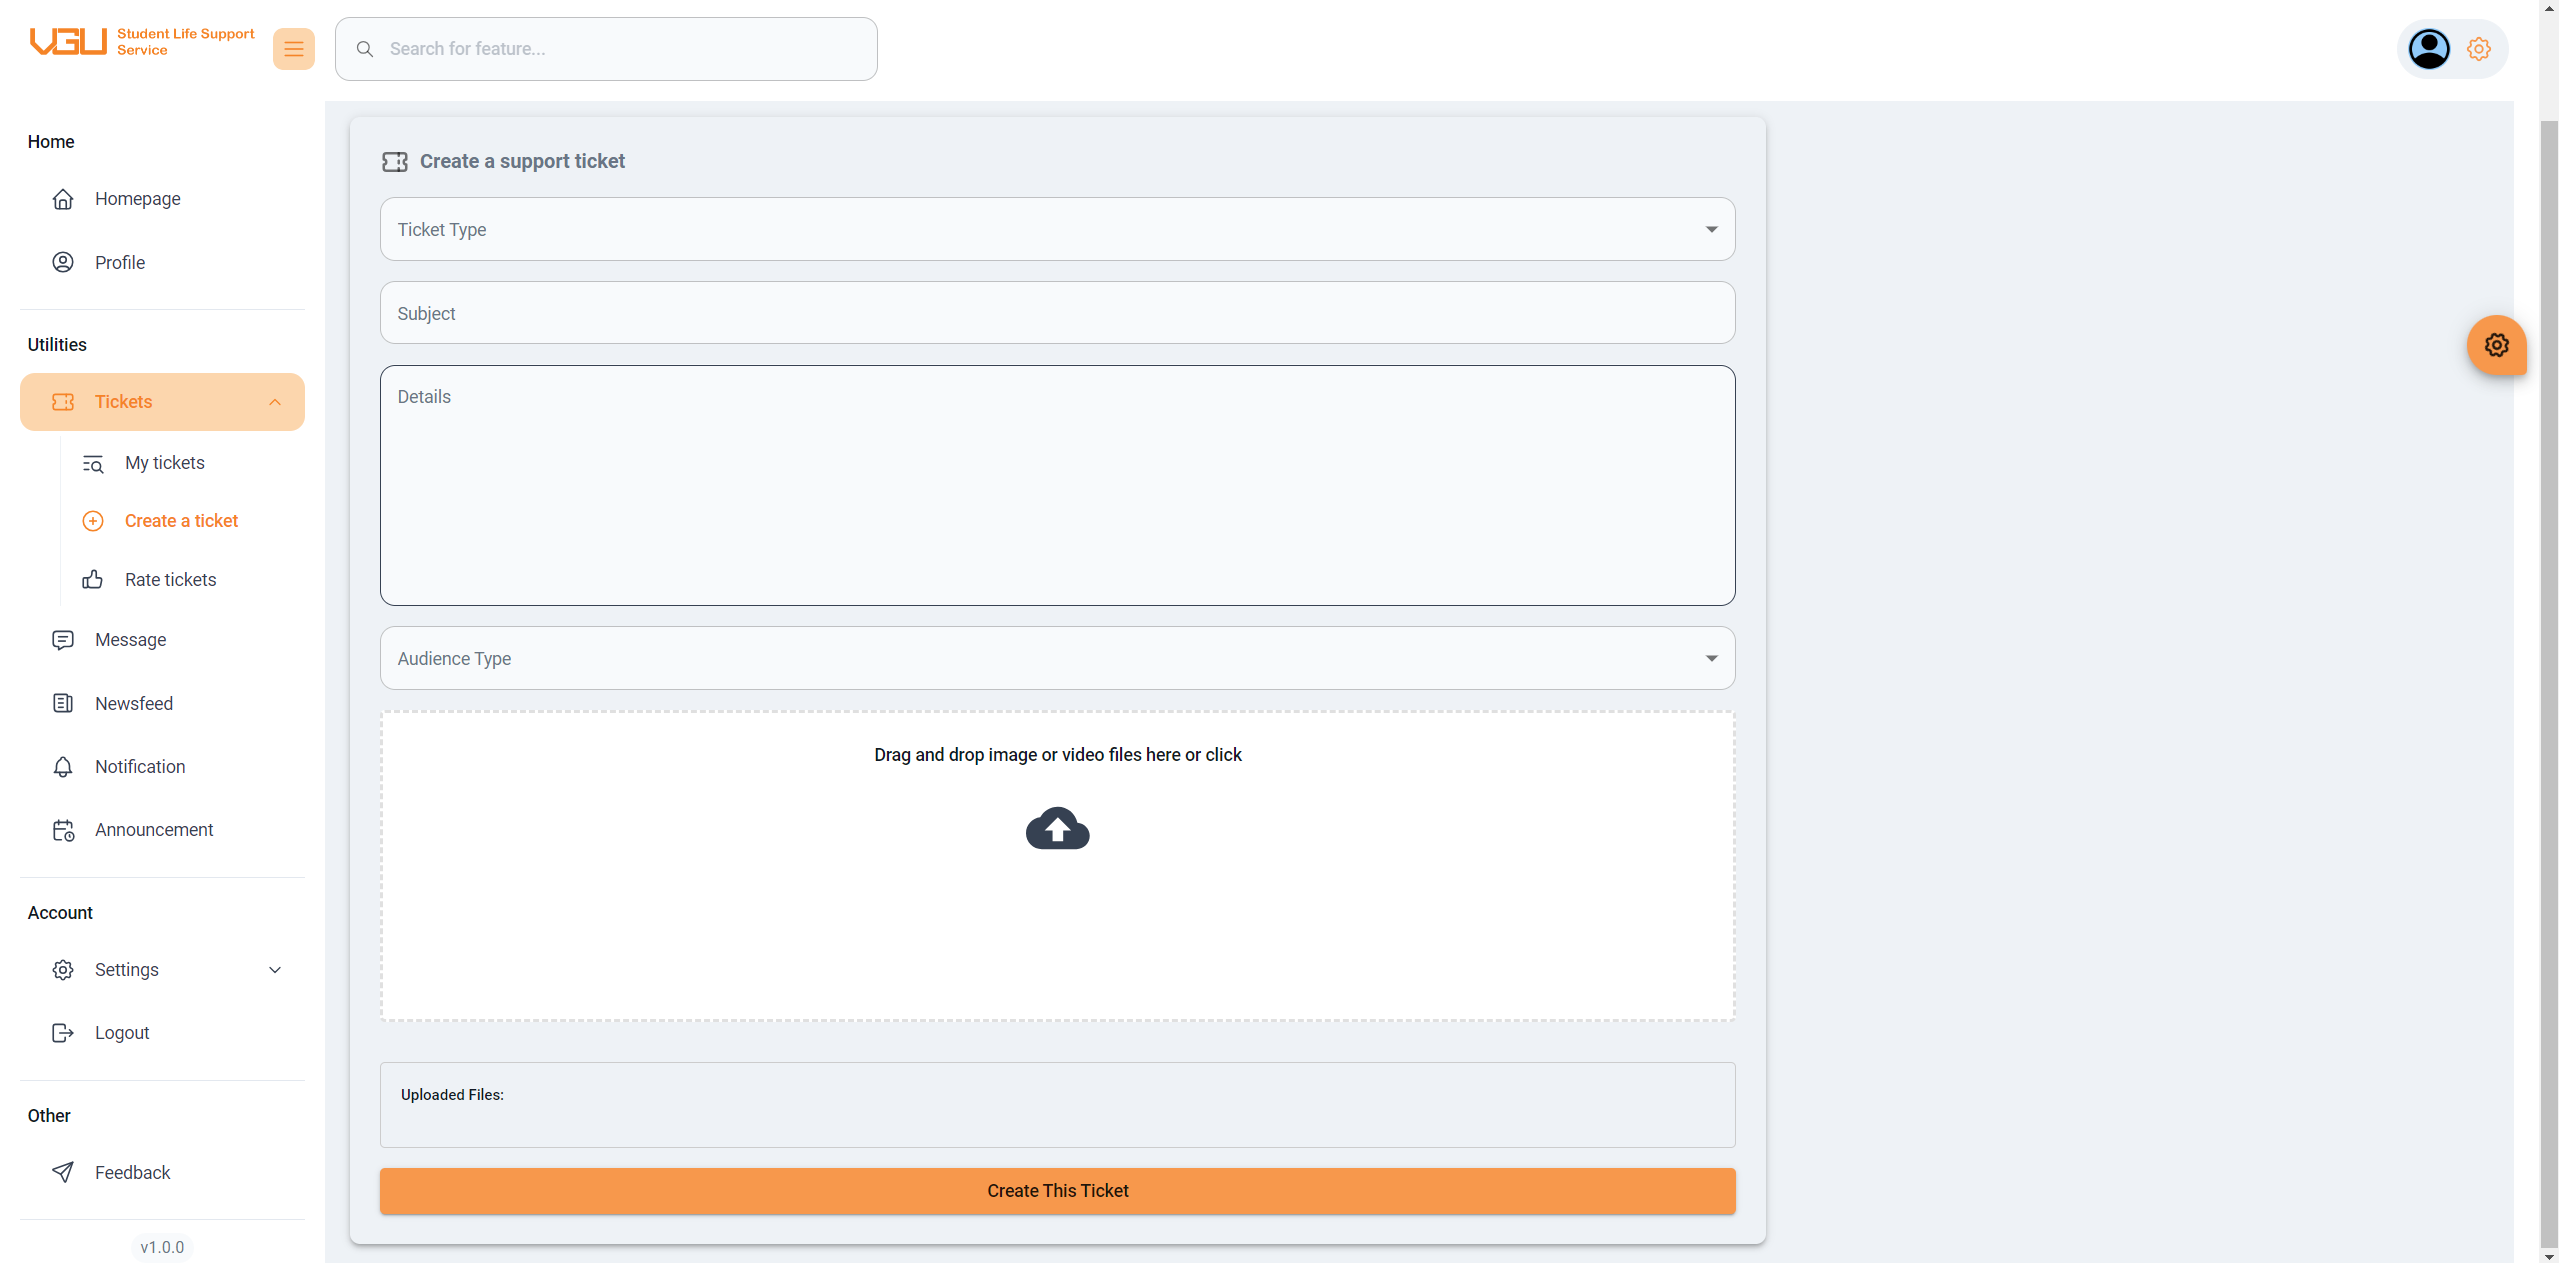 VGU
Student Life Support
Service
Search for feature...
Home
Homepage
Profile
Utilities
Tickets
My tickets
Create a ticket
Rate tickets
Message
Newsfeed
Notification
Announcement
Account
Settings
Logout
Other
Feedback
v1.0.0
Create a support ticket
Ticket Type
Subject
Details
Audience Type
Drag and drop image or video files here or click
Uploaded Files:
Create This Ticket